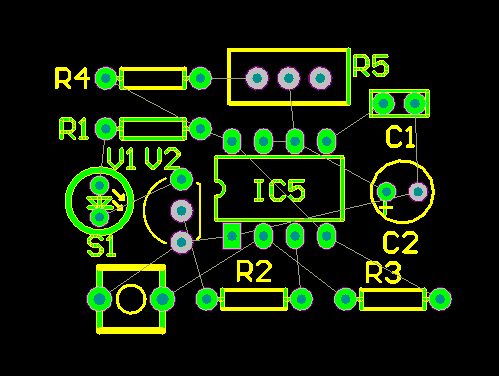 R4 R5
R1 C1
V1 V2
IC5
+
S1 C2
R2 R3